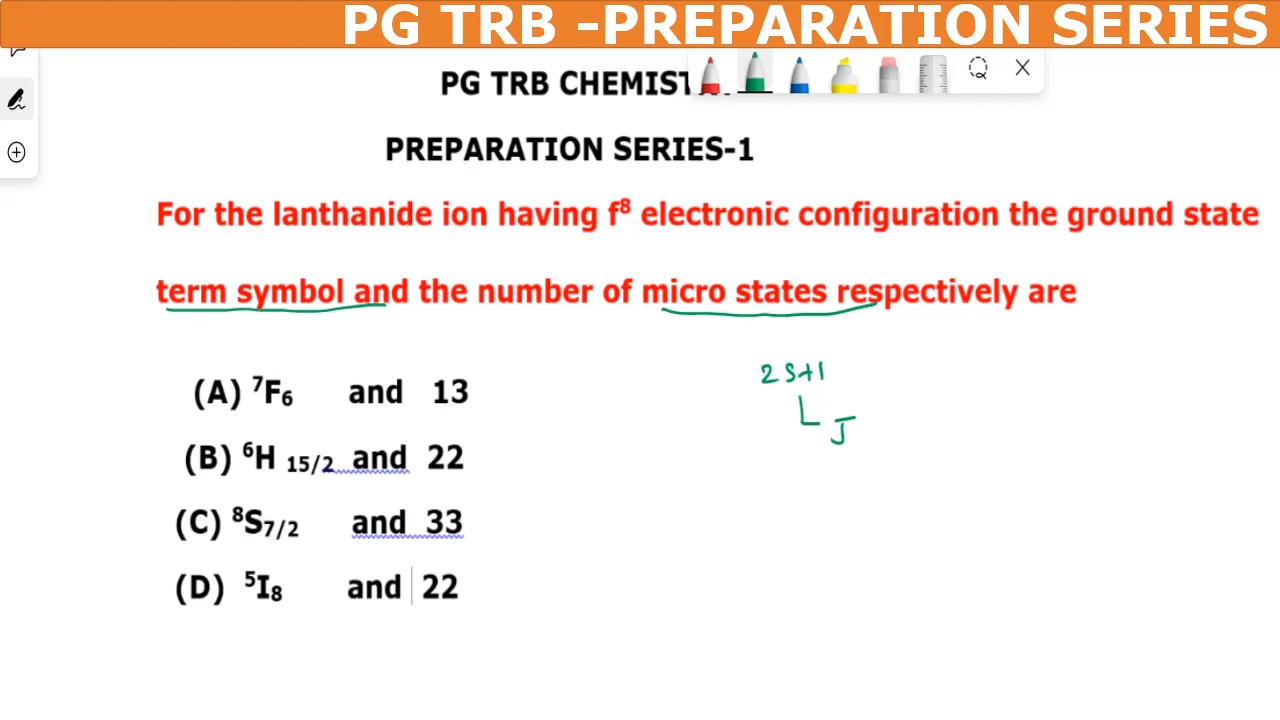 PG TRB -PREPARATION SERIES
PG TRB
PREPARATION SERIES-1
For the lanthanide ion having f⁸ electronic configuration the ground state
term symbol and the number of micro states respectively are
(A) ⁷F₆ and 13
(B) ⁶H ₁₅/₂ and 22
(C) ⁸S₇/₂ and 33
(D) ⁵I₈ and 22
2S+1
L
J